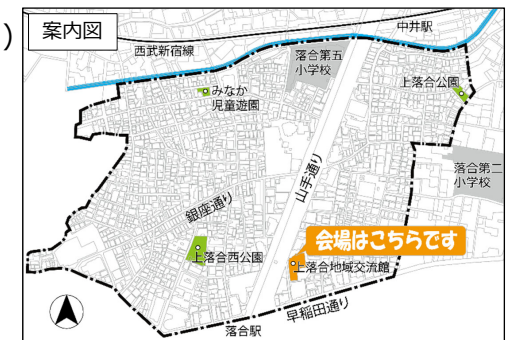 )
案内図
中井駅
西武新宿線
落合第五
小学校
上落合公園
みなか
児童遊園
落合第二
小学校
山手通り
銀座通り
会場はこちらです
上落合西公園
上落合地域交流館
早稲田通り
落合駅